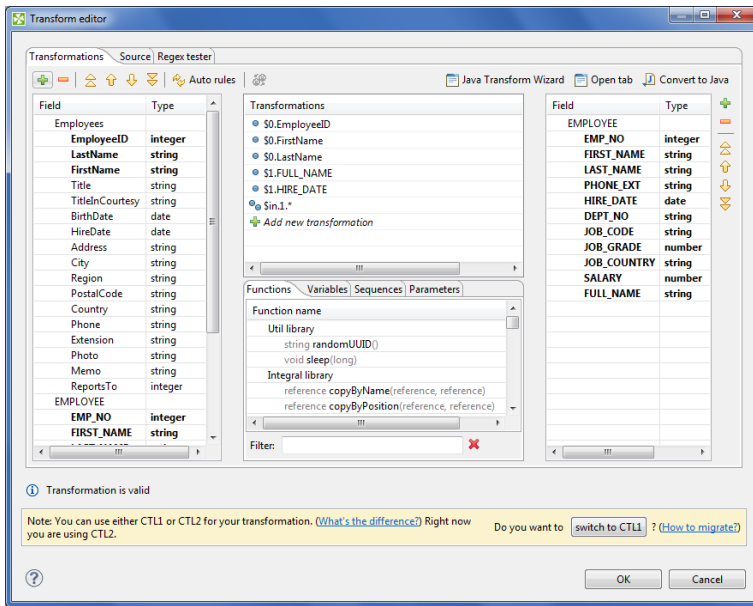 Transform editor
Transformations Source Regex tester
Auto rules Java Transform Wizard Open tab Convert to Java
Field Type
Employees
EmployeeID integer
LastName string
FirstName string
Title string
TitleInCourtesy string
BirthDate date
HireDate date
Address string
City string
Region string
PostalCode string
Country string
Phone string
Extension string
Photo string
Memo string
ReportsTo integer
EMPLOYEE
EMP_NO integer
FIRST_NAME string
Transformations
$0.EmployeeID
$0.FirstName
$0.LastName
$1.FULL_NAME
$1.HIRE_DATE
$in.1.*
Add new transformation
Functions Variables Sequences Parameters
Function name
Util library
string randomUUID()
void sleep(long)
Integral library
reference copyByName(reference, reference)
reference copyByPosition(reference, reference)
Filter:
Field Type
EMPLOYEE
EMP_NO integer
FIRST_NAME string
LAST_NAME string
PHONE_EXT string
HIRE_DATE date
DEPT_NO string
JOB_CODE string
JOB_GRADE number
JOB_COUNTRY string
SALARY number
FULL_NAME string
Transformation is valid
Note: You can use either CTL1 or CTL2 for your transformation. (What's the difference?) Right now
you are using CTL2.
Do you want to switch to CTL1 ? (How to migrate?)
OK Cancel